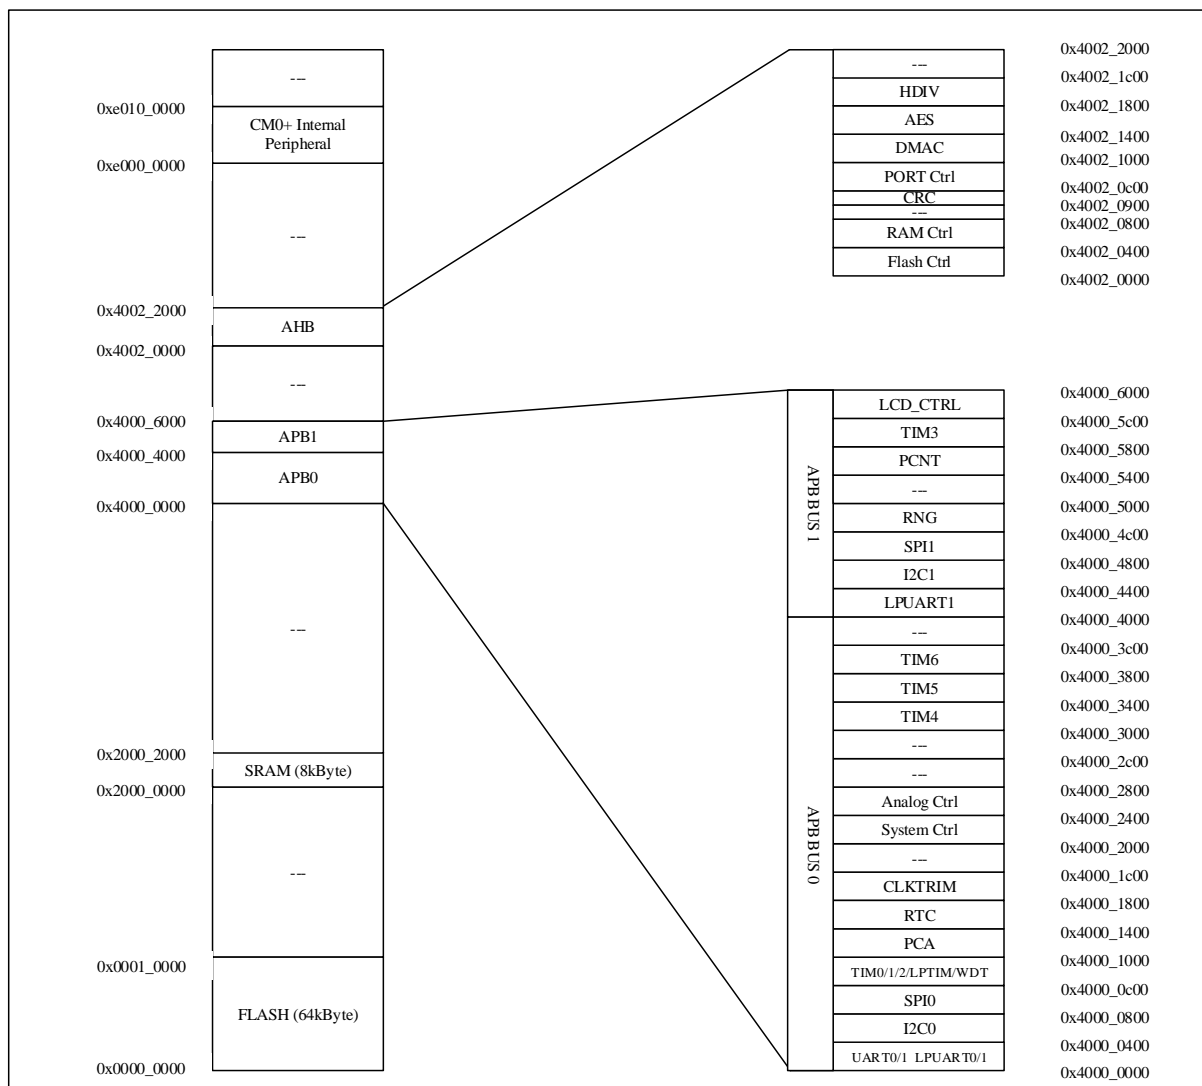 ---
0xe010_0000
CM0+ Internal
Peripheral
0xe000_0000
---
0x4002_2000
AHB
0x4002_0000
---
0x4000_6000
APB1
0x4000_4000
APB0
0x4000_0000
---
0x2000_2000
SRAM (8kByte)
0x2000_0000
---
0x0001_0000
FLASH (64kByte)
0x0000_0000
0x4002_2000
---
0x4002_1c00
HDIV
0x4002_1800
AES
0x4002_1400
DMAC
0x4002_1000
PORT Ctrl
0x4002_0c00
CRC
0x4002_0900
---
0x4002_0800
RAM Ctrl
0x4002_0400
Flash Ctrl
0x4002_0000
APB BUS 1
0x4000_6000
LCD_CTRL
0x4000_5c00
TIM3
0x4000_5800
PCNT
0x4000_5400
---
0x4000_5000
RNG
0x4000_4c00
SPI1
0x4000_4800
I2C1
0x4000_4400
LPUART1
0x4000_4000
APB BUS 0
---
0x4000_3c00
TIM6
0x4000_3800
TIM5
0x4000_3400
TIM4
0x4000_3000
---
0x4000_2c00
---
0x4000_2800
Analog Ctrl
0x4000_2400
System Ctrl
0x4000_2000
---
0x4000_1c00
CLKTRIM
0x4000_1800
RTC
0x4000_1400
PCA
0x4000_1000
TIM0/1/2/LPTIM/WDT
0x4000_0c00
SPI0
0x4000_0800
I2C0
0x4000_0400
UART0/1 LPUART0/1
0x4000_0000